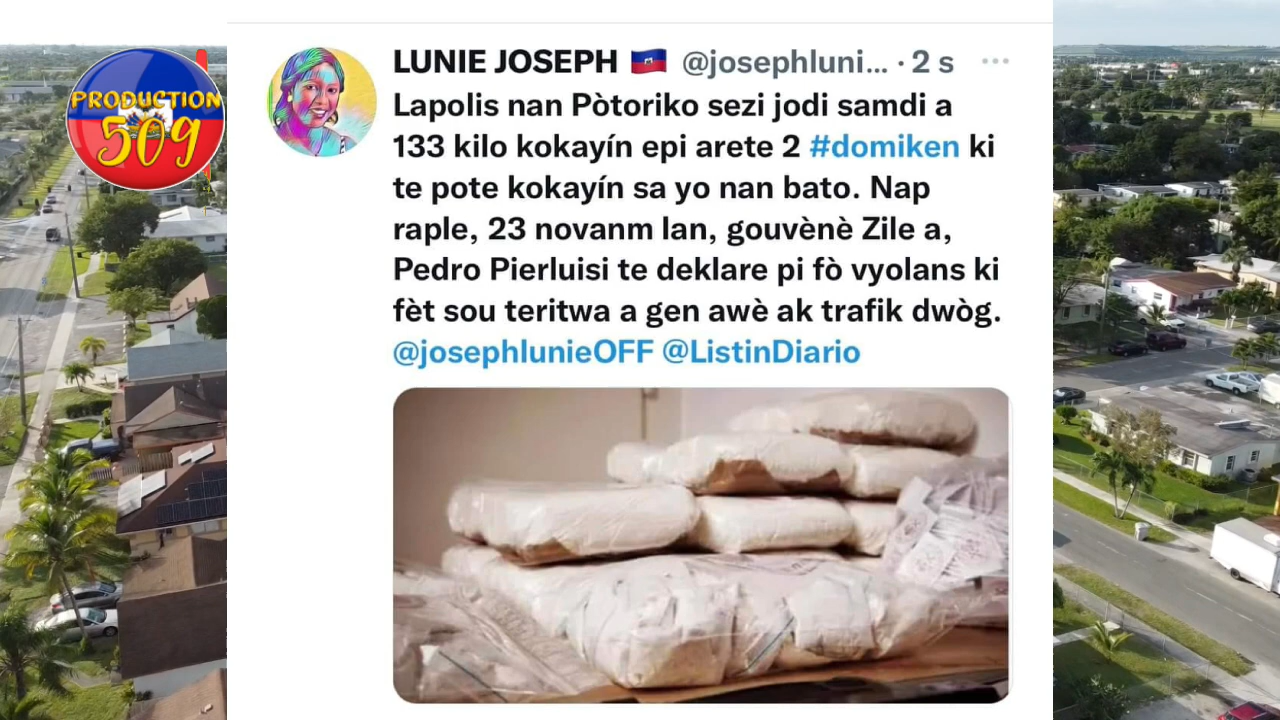 PRODUCTION
509
LUNIE JOSEPH 🇭🇹 @josephluni... · 2 s
Lapolis nan Pòtoriko sezi jodi samdi a
133 kilo kokayín epi arete 2 #domiken ki
te pote kokayín sa yo nan bato. Nap
raple, 23 novanm lan, gouvènè Zile a,
Pedro Pierluisi te deklare pi fò vyolans ki
fèt sou teritwa a gen awè ak trafik dwòg.
@josephlunieOFF @ListinDiario